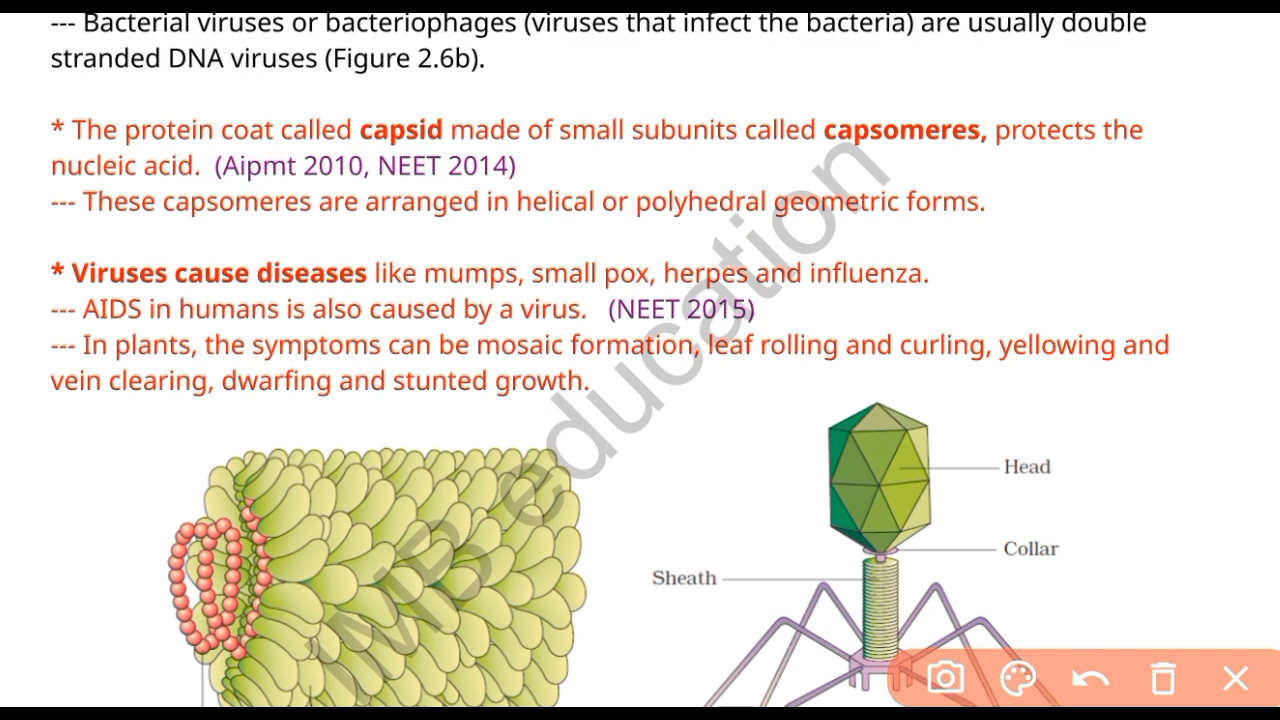 --- Bacterial viruses or bacteriophages (viruses that infect the bacteria) are usually double
stranded DNA viruses (Figure 2.6b).
* The protein coat called capsid made of small subunits called capsomeres, protects the
nucleic acid.  (Aipmt 2010, NEET 2014)
--- These capsomeres are arranged in helical or polyhedral geometric forms.
* Viruses cause diseases like mumps, small pox, herpes and influenza.
--- AIDS in humans is also caused by a virus.   (NEET 2015)
--- In plants, the symptoms can be mosaic formation, leaf rolling and curling, yellowing and
vein clearing, dwarfing and stunted growth.
Head
Collar
Sheath
education